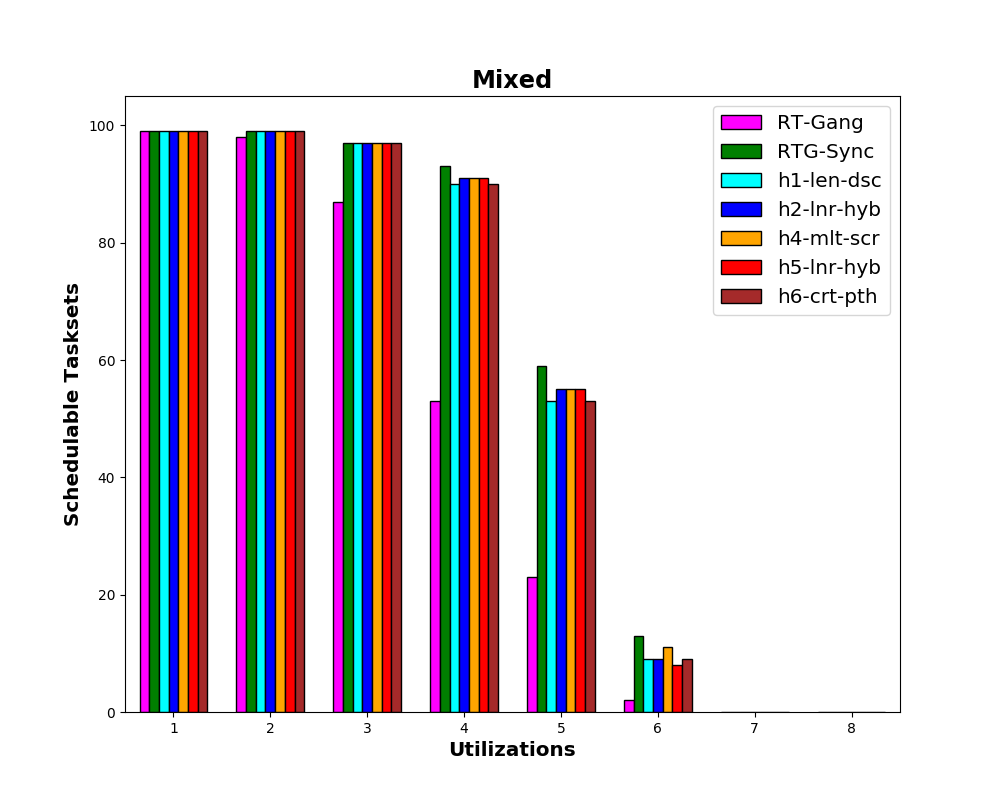 Mixed
100
80
60
40
20
0
Schedulable Tasksets
RT-Gang
RTG-Sync
h1-len-dsc
h2-lnr-hyb
h4-mlt-scr
h5-lnr-hyb
h6-crt-pth
1 2 3 4 5 6 7 8
Utilizations